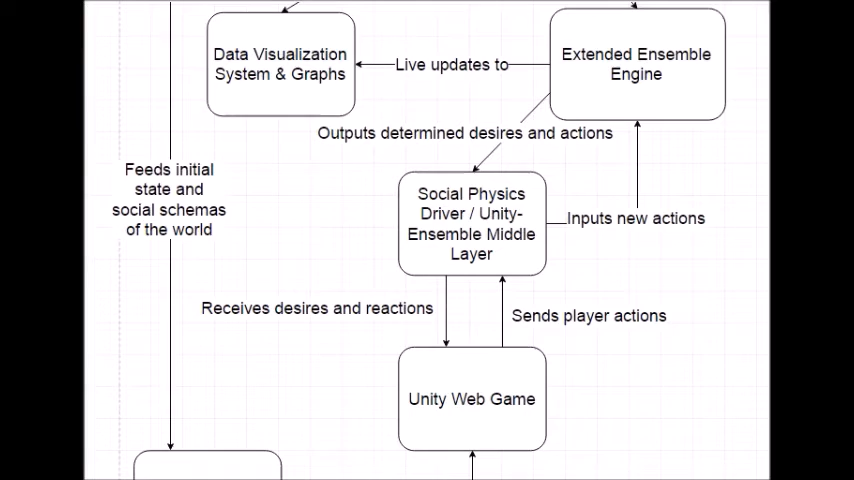 Data Visualization
System & Graphs
Live updates to
Extended Ensemble
Engine
Outputs determined desires and actions
Feeds initial
state and
social schemas
of the world
Social Physics
Driver / Unity-
Ensemble Middle
Layer
Inputs new actions
Receives desires and reactions
Sends player actions
Unity Web Game